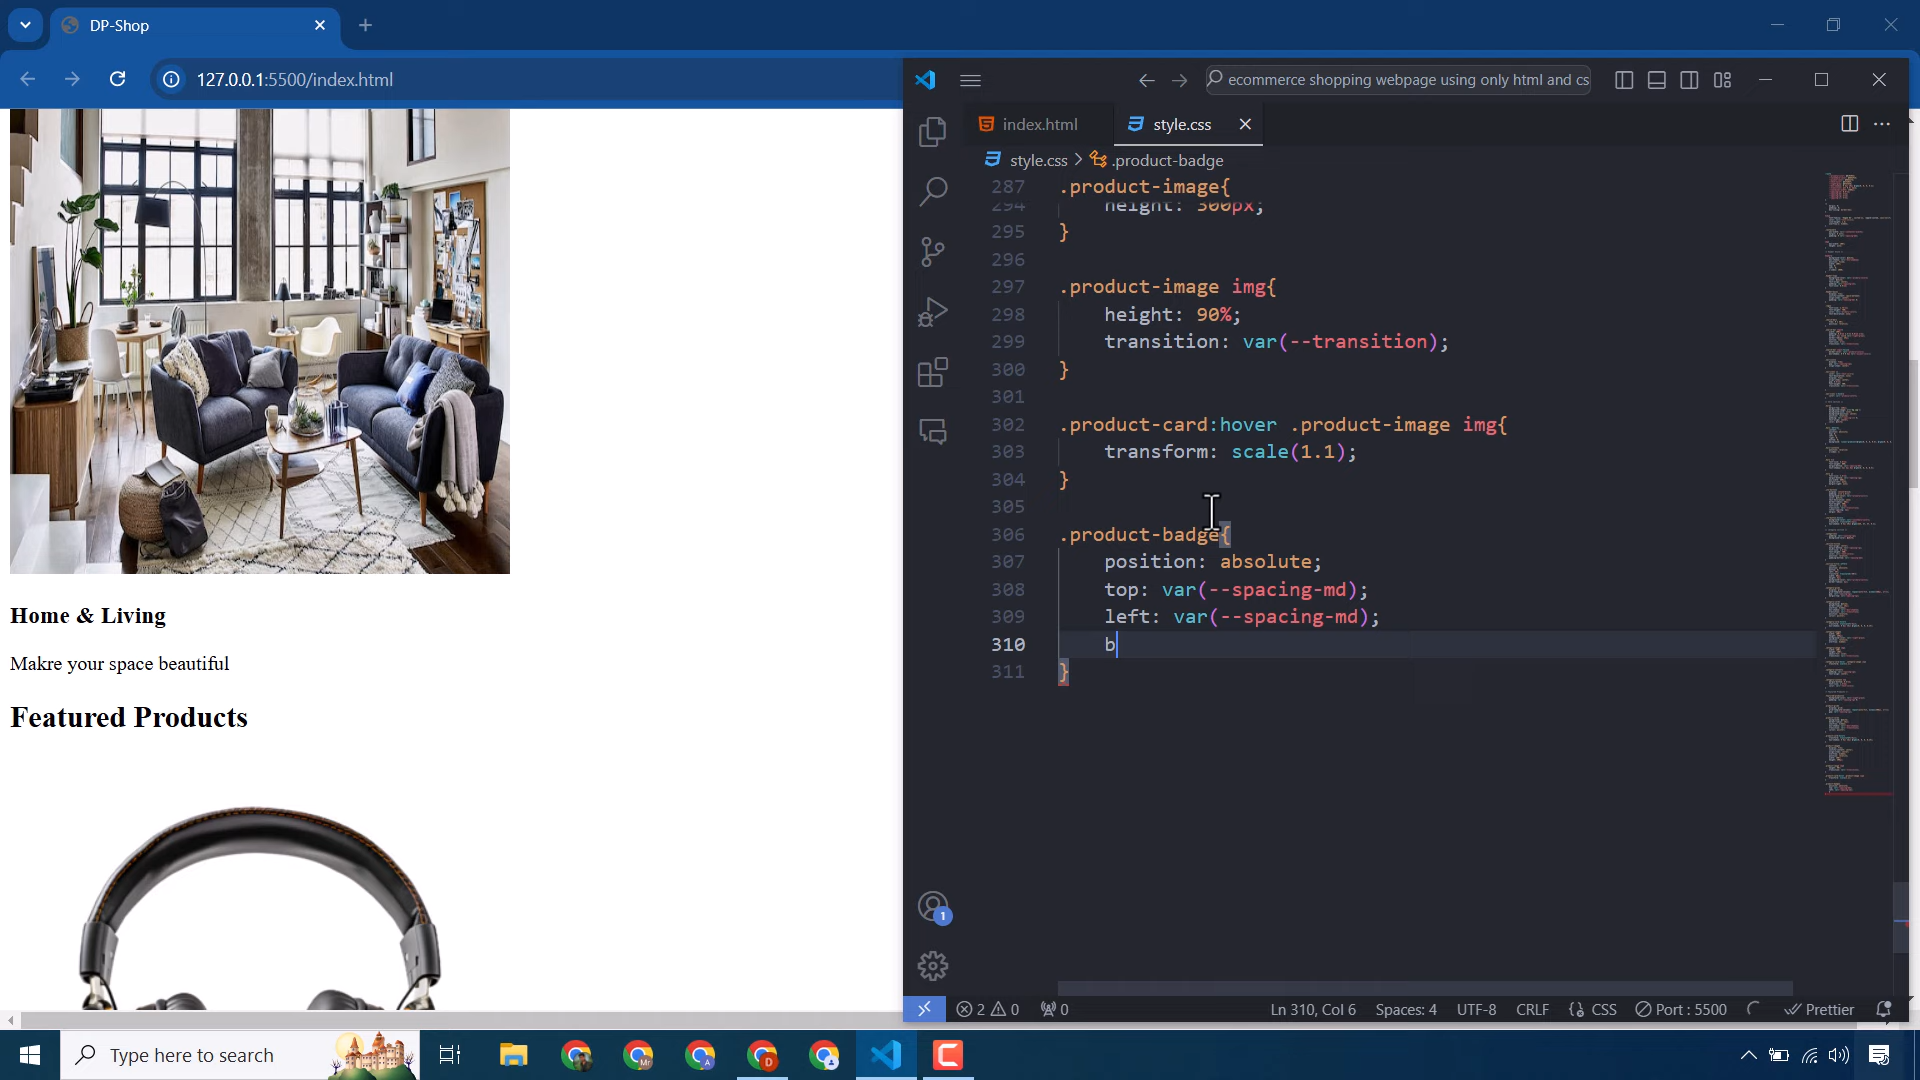 DP-Shop
127.0.0.1:5500/index.html
ecommerce shopping webpage using only html and cs
index.html
style.css
style.css > .product-badge
287 .product-image{
294 height: 300px;
295 }
296
297 .product-image img{
298 height: 90%;
299 transition: var(--transition);
300 }
301
302 .product-card:hover .product-image img{
303 transform: scale(1.1);
304 }
305
306 .product-badge{
307 position: absolute;
308 top: var(--spacing-md);
309 left: var(--spacing-md);
310 b
311 }
Home & Living
Makre your space beautiful
Featured Products
1
2 0 0 Ln 310, Col 6 Spaces: 4 UTF-8 CRLF {} CSS Port : 5500 Prettier
Type here to search